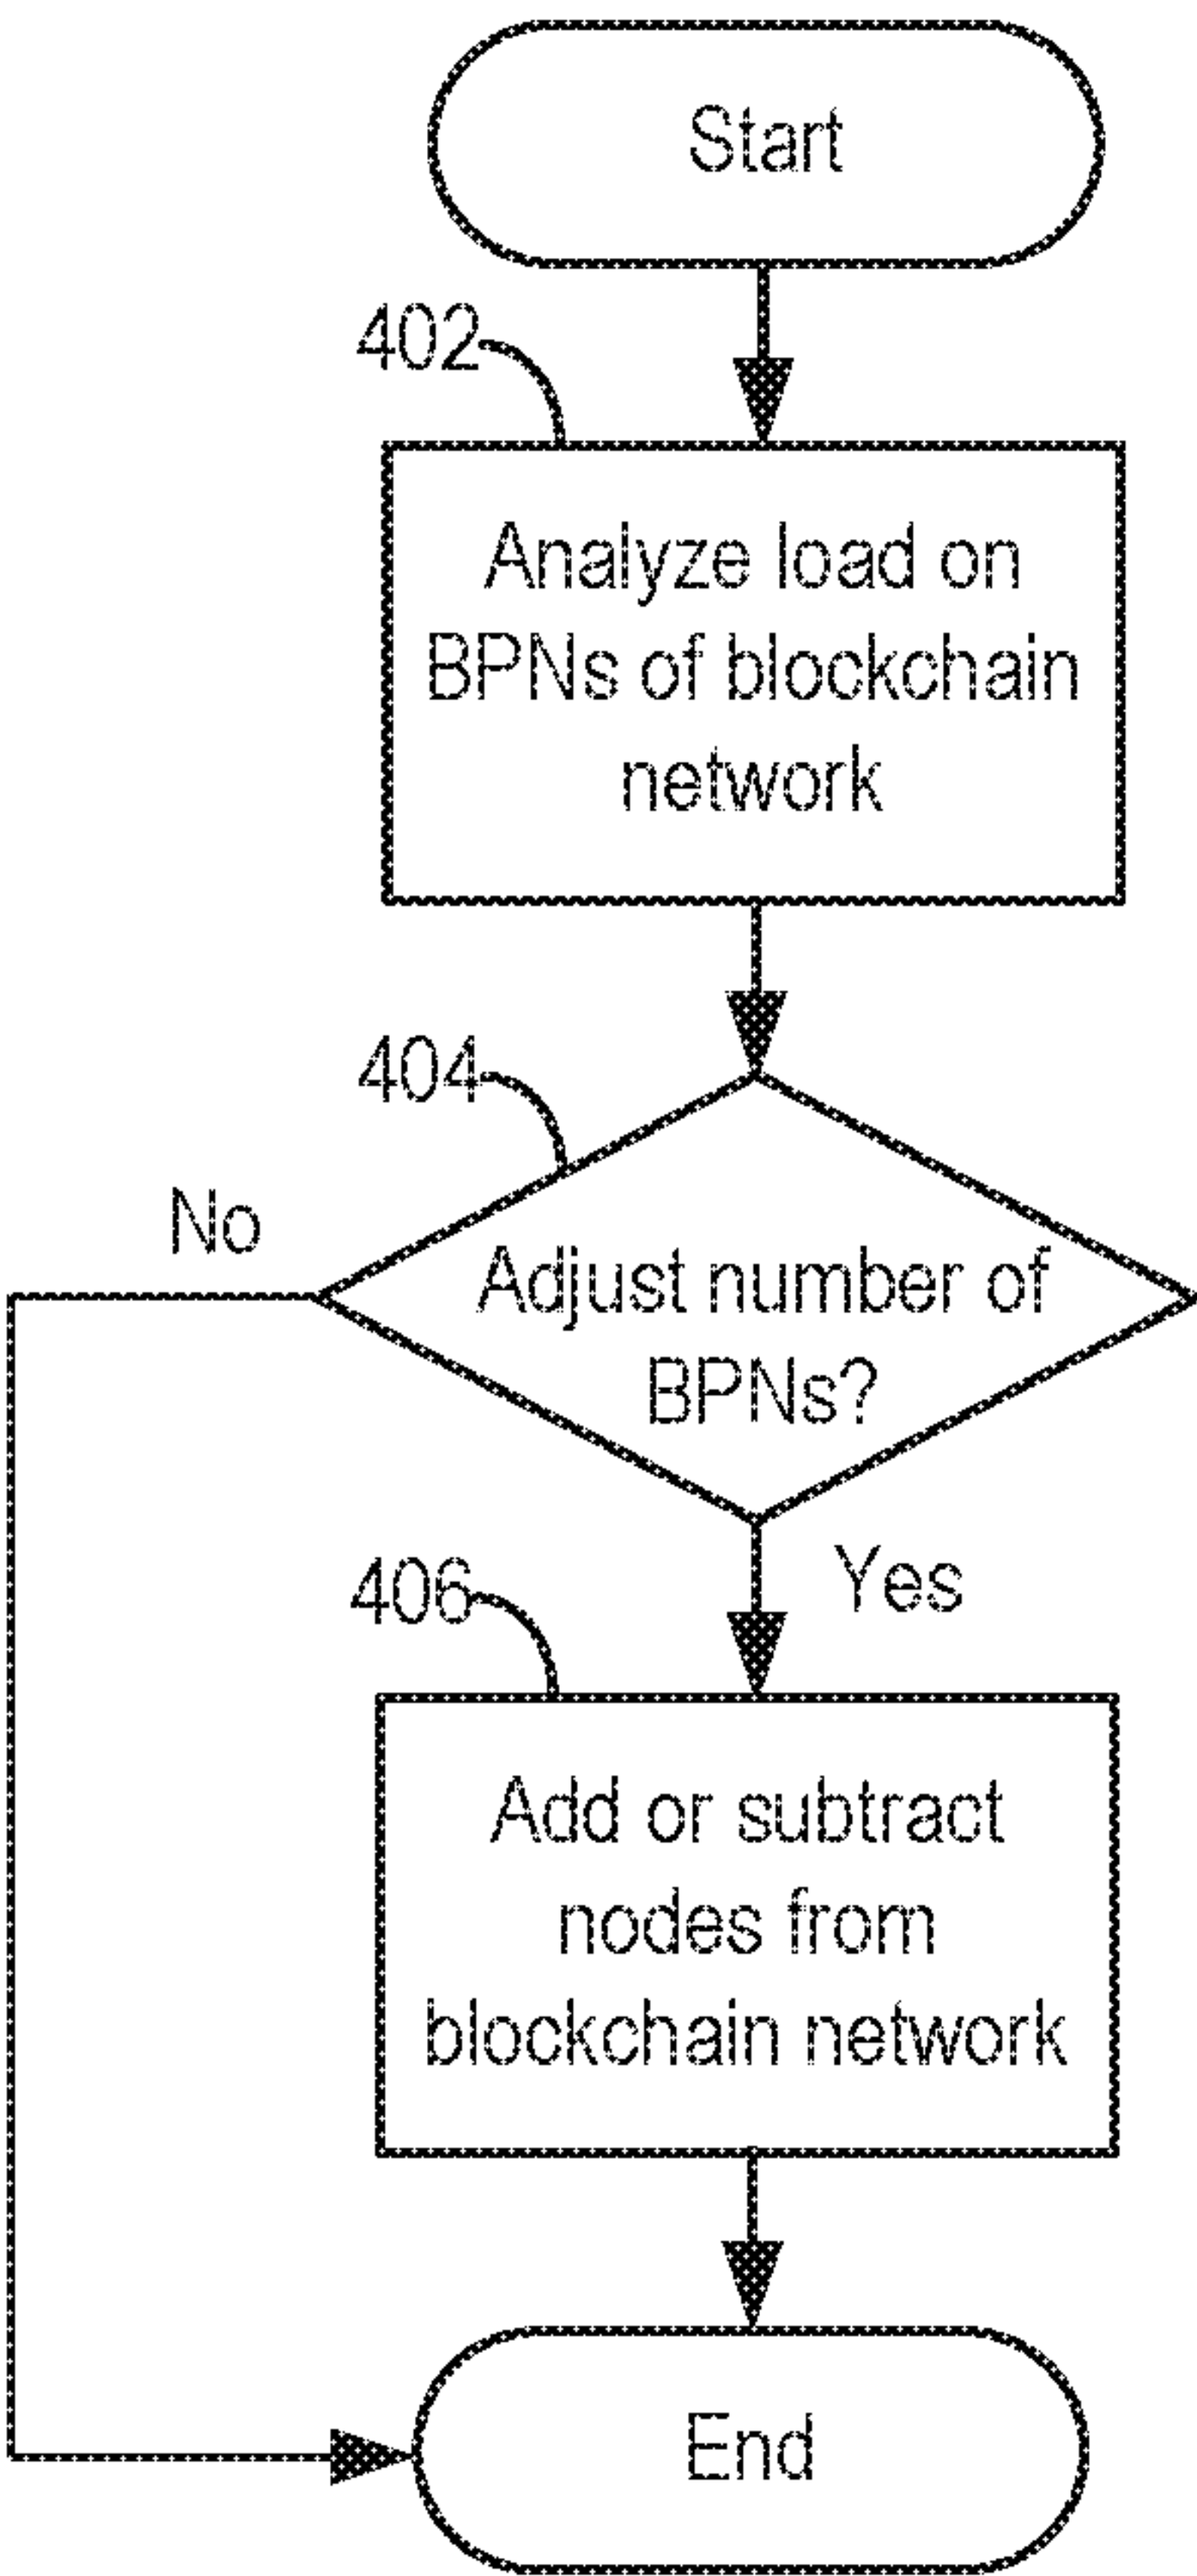 Start
402
Analyze load on
BPNs of blockchain
network
404
No
Adjust number of
BPNs?
Yes
406
Add or subtract
nodes from
blockchain network
End